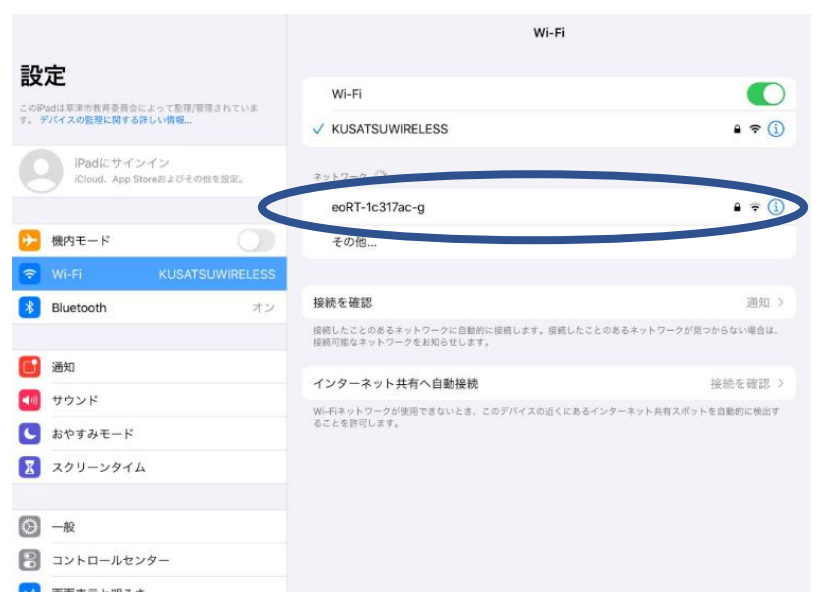 設定
このiPadは草津市教育委員会によって監理/管理されていま
す。デバイスの監理に関する詳しい情報...
iPadにサインイン
iCloud、App Storeおよびその他を設定。
機内モード
Wi-Fi KUSATSUWIRELESS
Bluetooth オン
通知
サウンド
おやすみモード
スクリーンタイム
一般
コントロールセンター
Wi-Fi
Wi-Fi
KUSATSUWIRELESS
ネットワーク
eoRT-1c317ac-g
その他...
接続を確認 通知
接続したことのあるネットワークに自動的に接続します。接続したことのあるネットワークが見つからない場合は、
接続可能なネットワークをお知らせします。
インターネット共有へ自動接続 接続を確認
Wi-Fiネットワークが使用できないとき、このデバイスの近くにあるインターネット共有スポットを自動的に検出す
ることを許可します。